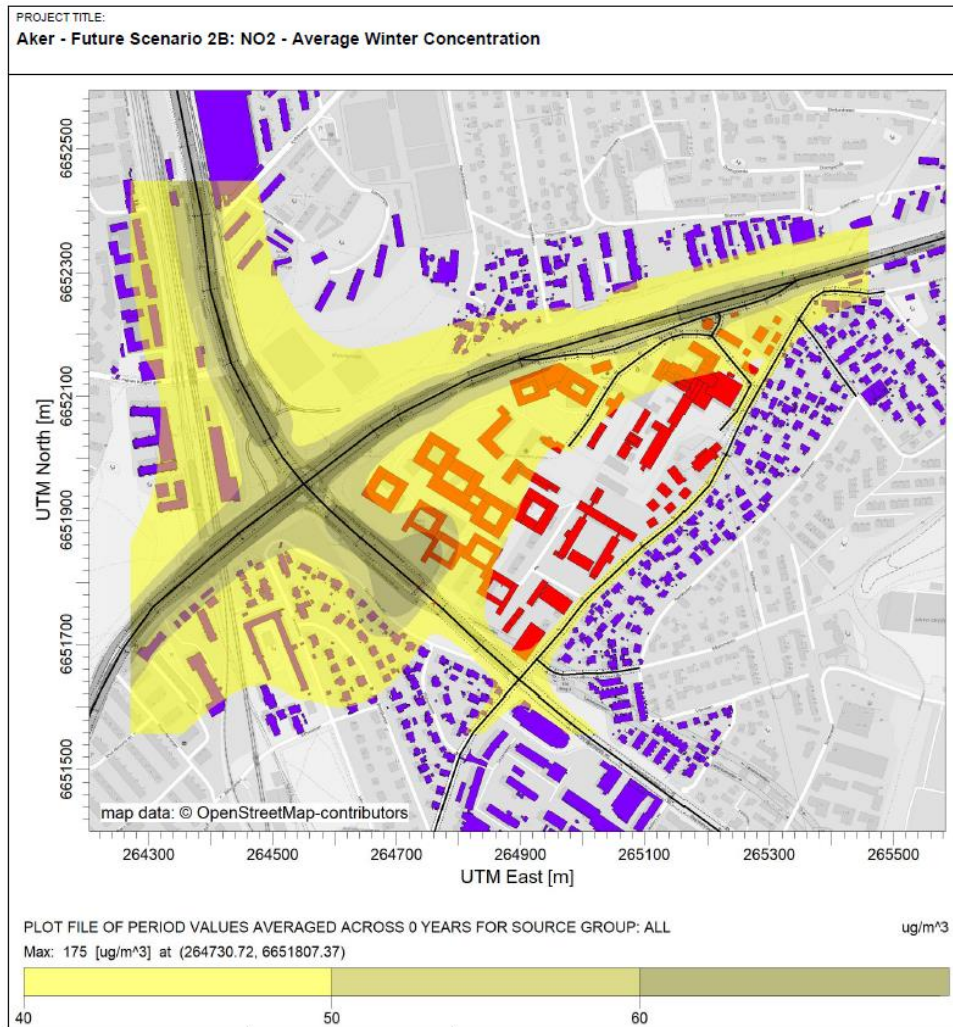 PROJECT TITLE:
Aker - Future Scenario 2B: NO2 - Average Winter Concentration
UTM North [m]
6652500
6652300
6652100
6651900
6651700
6651500
map data: © OpenStreetMap-contributors
264300 264500 264700 264900 265100 265300 265500
UTM East [m]
PLOT FILE OF PERIOD VALUES AVERAGED ACROSS 0 YEARS FOR SOURCE GROUP: ALL ug/m^3
Max: 175 [ug/m^3] at (264730.72, 6651807.37)
40 50 60